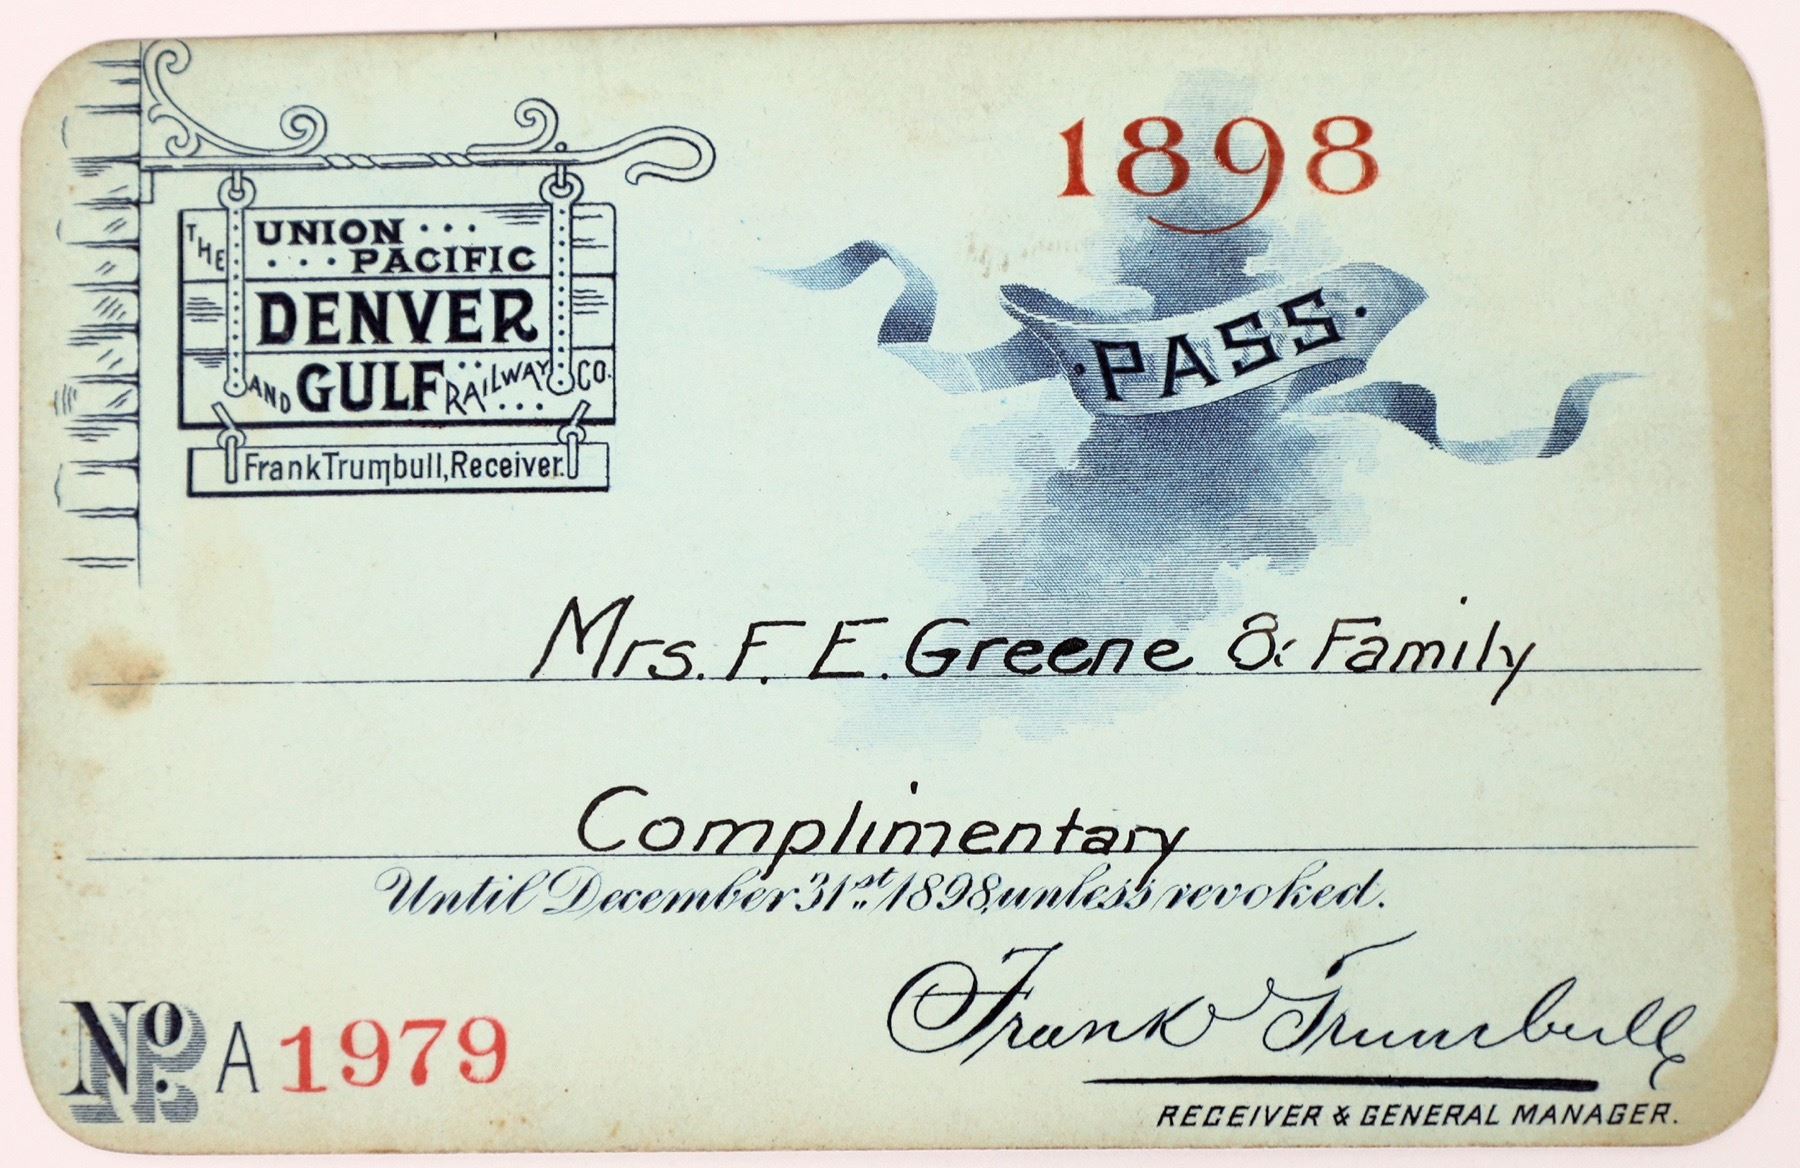 THE UNION
PACIFIC
DENVER
AND GULF RAILWAY CO.
Frank Trumbull, Receiver.
1898
PASS
Mrs. F. E. Greene & Family
Complimentary
Until December 31st 1898, unless revoked.
Frank Trumbull
RECEIVER & GENERAL MANAGER.
No. A 1979